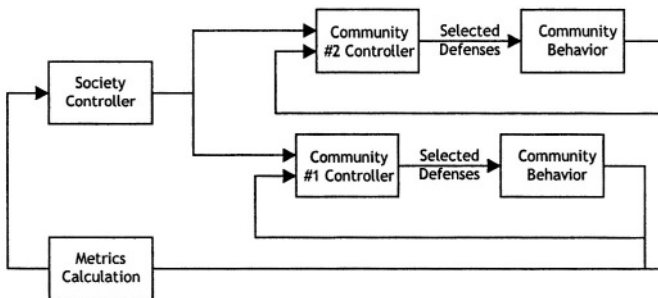 Community
#2 Controller
Selected
Defenses
Community
Behavior
Society
Controller
Community
#1 Controller
Selected
Defenses
Community
Behavior
Metrics
Calculation